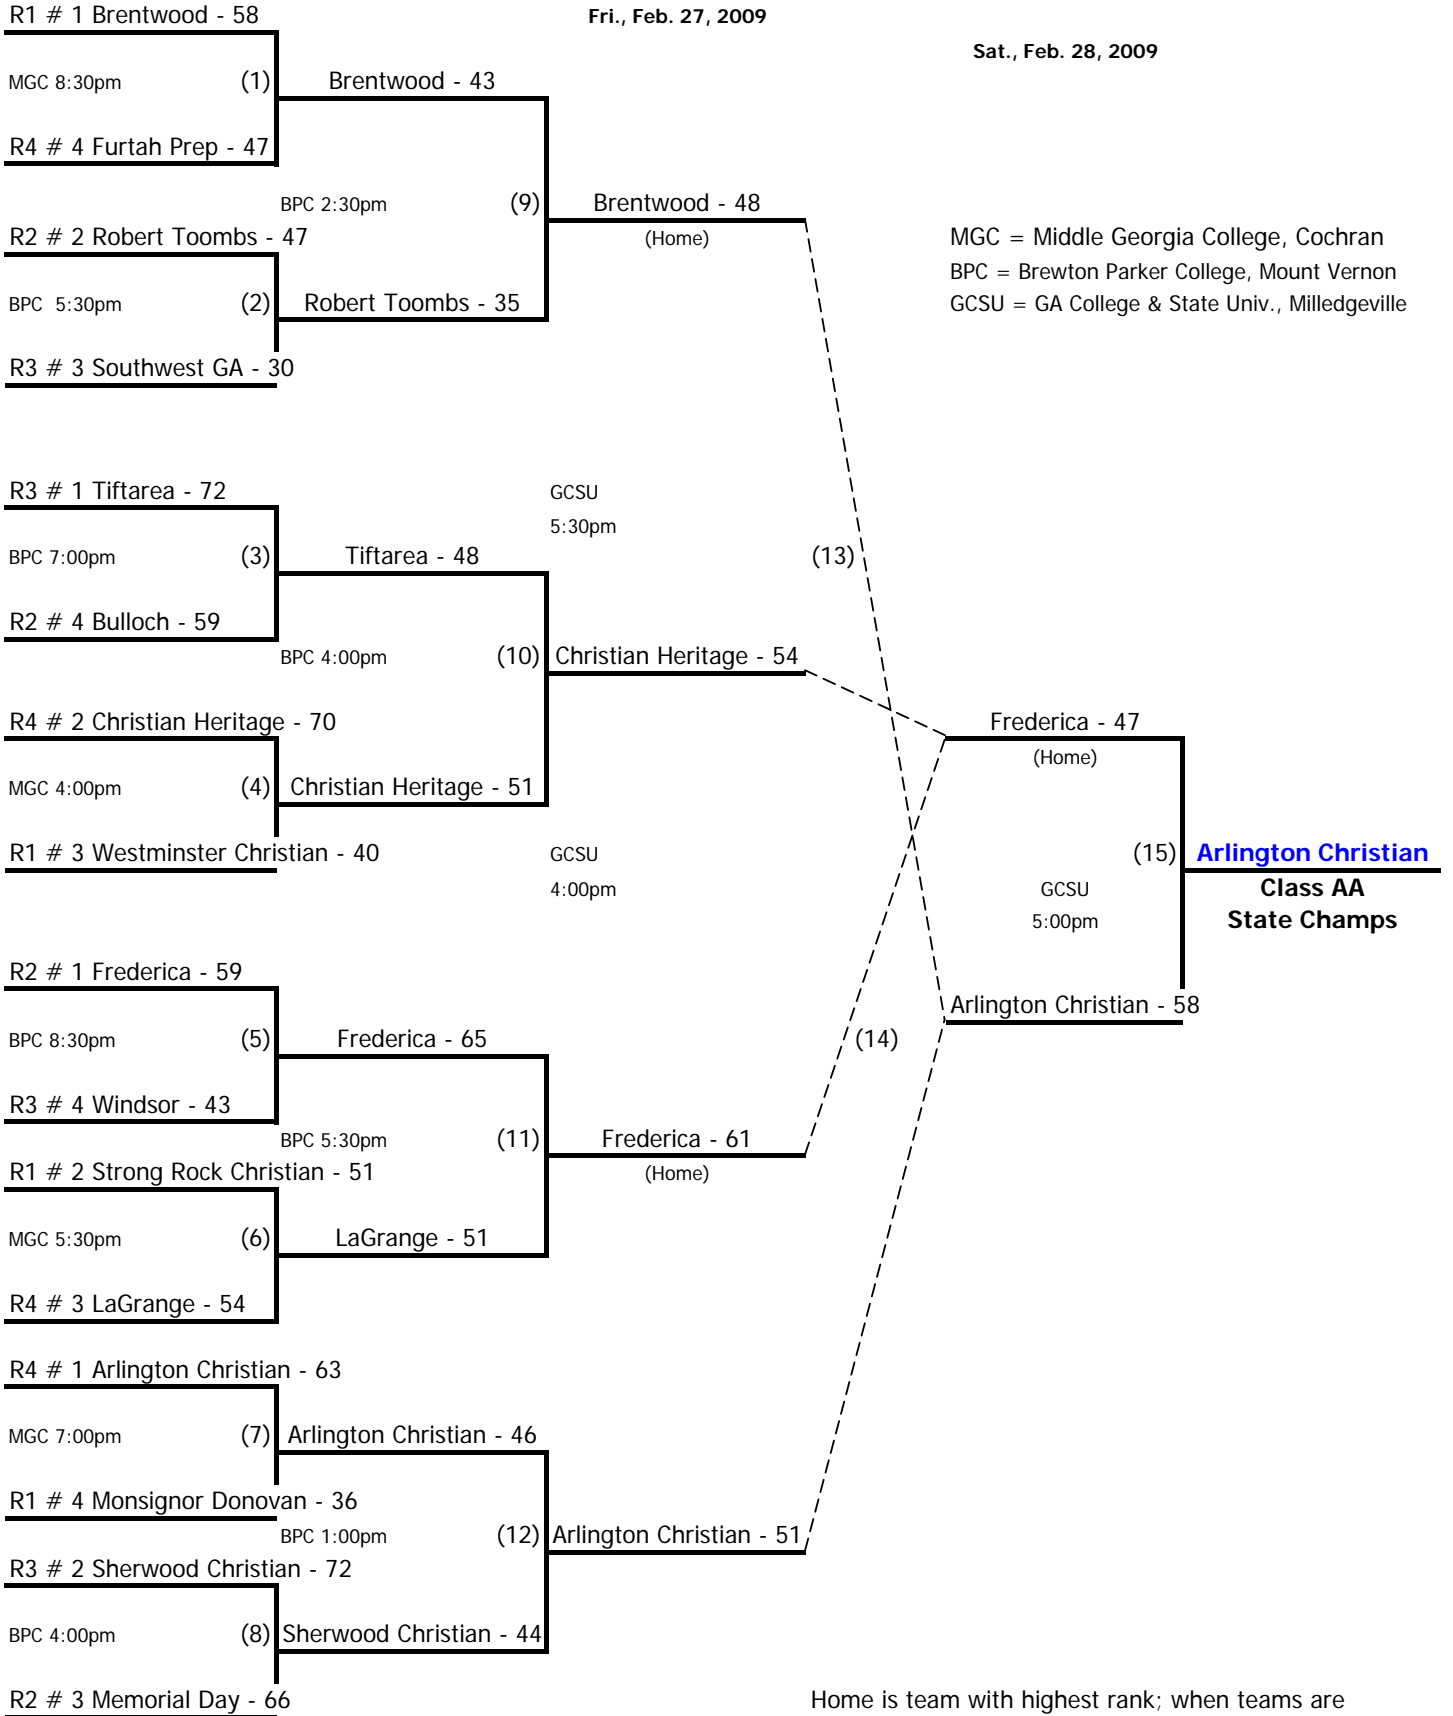 R1 # 1 Brentwood - 58
Fri., Feb. 27, 2009
Sat., Feb. 28, 2009
MGC 8:30pm (1)
Brentwood - 43
R4 # 4 Furtah Prep - 47
BPC 2:30pm (9)
Brentwood - 48
(Home)
R2 # 2 Robert Toombs - 47
MGC = Middle Georgia College, Cochran
BPC = Brewton Parker College, Mount Vernon
GCSU = GA College & State Univ., Milledgeville
BPC 5:30pm (2)
Robert Toombs - 35
R3 # 3 Southwest GA - 30
R3 # 1 Tiftarea - 72
GCSU
5:30pm
BPC 7:00pm (3)
Tiftarea - 48
(13)
R2 # 4 Bulloch - 59
BPC 4:00pm (10)
Christian Heritage - 54
R4 # 2 Christian Heritage - 70
Frederica - 47
(Home)
MGC 4:00pm (4)
Christian Heritage - 51
R1 # 3 Westminster Christian - 40
GCSU
4:00pm
(15)
Arlington Christian
GCSU
5:00pm
Class AA
State Champs
R2 # 1 Frederica - 59
Arlington Christian - 58
BPC 8:30pm (5)
Frederica - 65
(14)
R3 # 4 Windsor - 43
BPC 5:30pm (11)
Frederica - 61
(Home)
R1 # 2 Strong Rock Christian - 51
MGC 5:30pm (6)
LaGrange - 51
R4 # 3 LaGrange - 54
R4 # 1 Arlington Christian - 63
MGC 7:00pm (7)
Arlington Christian - 46
R1 # 4 Monsignor Donovan - 36
BPC 1:00pm (12)
Arlington Christian - 51
R3 # 2 Sherwood Christian - 72
BPC 4:00pm (8)
Sherwood Christian - 44
R2 # 3 Memorial Day - 66
Home is team with highest rank; when teams are